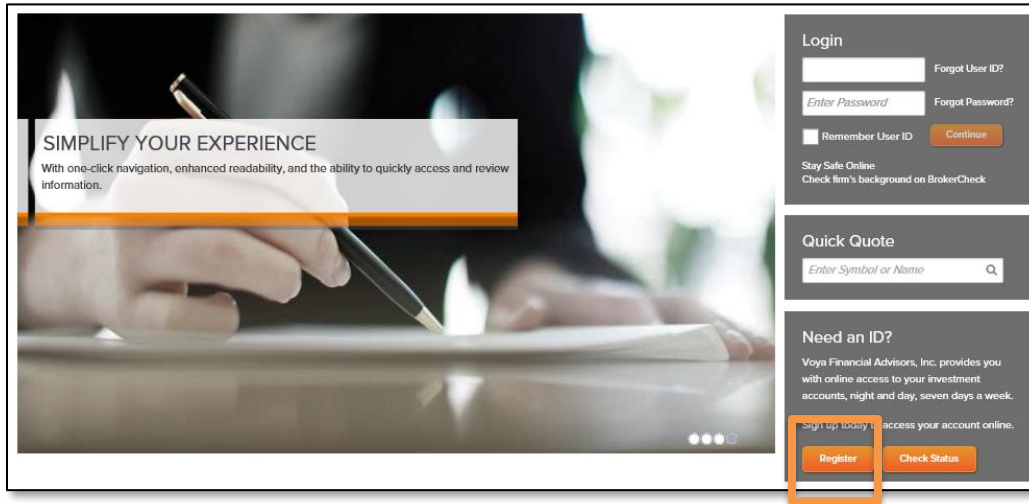 SIMPLIFY YOUR EXPERIENCE
With one-click navigation, enhanced readability, and the ability to quickly access and review
information.
Login
Forgot User ID?
Enter Password
Forgot Password?
Remember User ID
Continue
Stay Safe Online
Check firm's background on BrokerCheck
Quick Quote
Enter Symbol or Name
Need an ID?
Voya Financial Advisors, Inc. provides you
with online access to your investment
accounts, night and day, seven days a week.
Sign up today to access your account online.
Register
Check Status